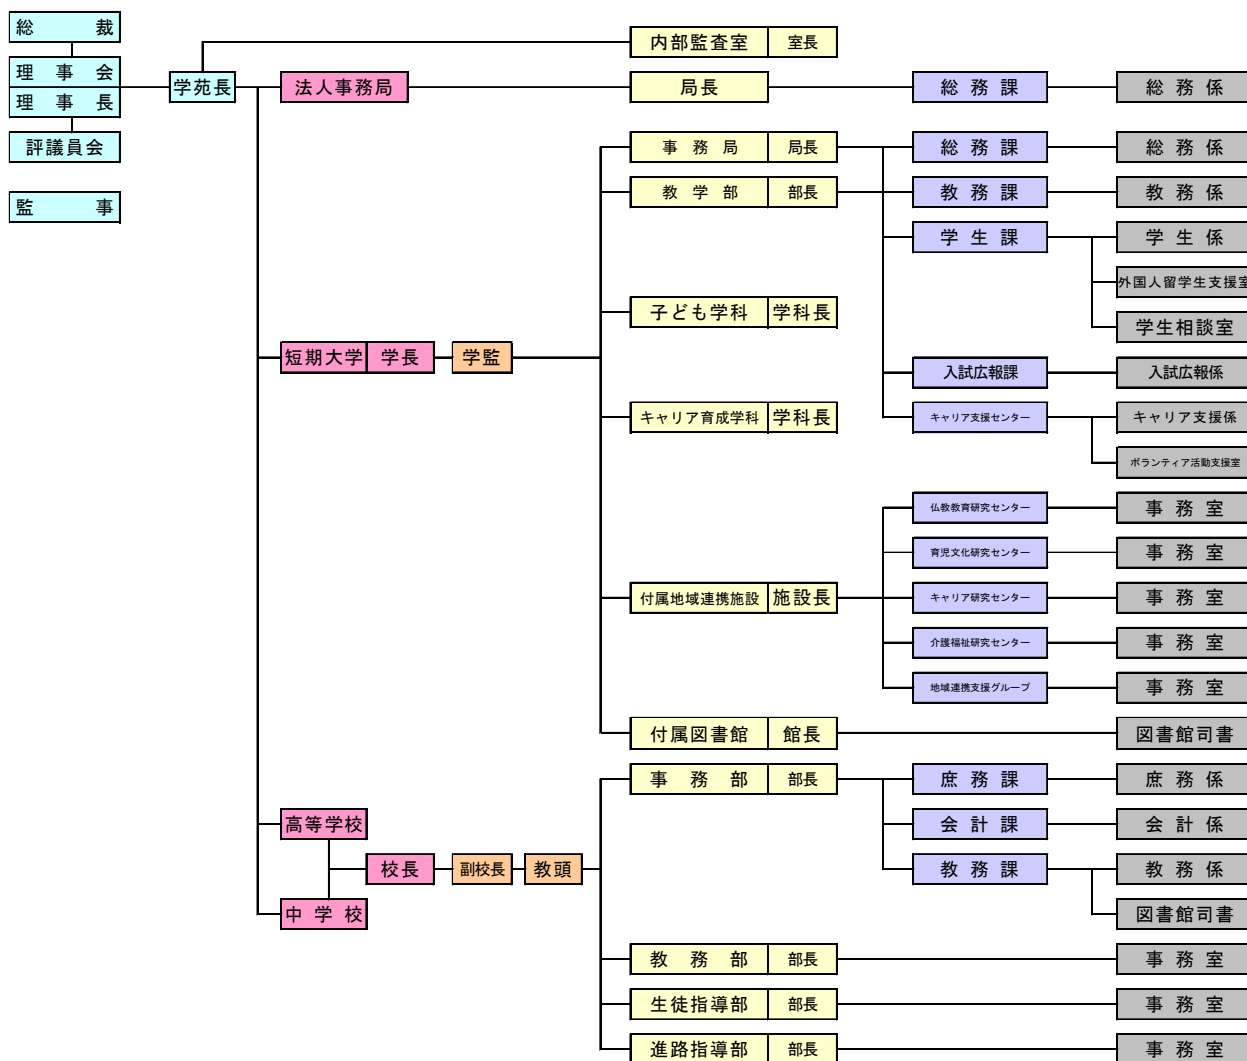 総裁
内部監査室 室長
理事会
学苑長 法人事務局 局長 総務課 総務係
理事長
評議員会 事務局 局長 総務課 総務係
監事 教学部 部長 教務課 教務係
学生課 学生係
外国人留学生支援室
子ども学科 学科長
学生相談室
短期大学 学長 学監
入試広報課 入試広報係
キャリア育成学科 学科長 キャリア支援センター キャリア支援係
ボランティア活動支援室
仏教教育研究センター 事務室
育児文化研究センター 事務室
付属地域連携施設 施設長 キャリア研究センター 事務室
介護福祉研究センター 事務室
地域連携支援グループ 事務室
付属図書館 館長 図書館司書
事務部 部長 庶務課 庶務係
高等学校 会計課 会計係
校長 副校長 教頭 教務課 教務係
中学校 図書館司書
教務部 部長 事務室
生徒指導部 部長 事務室
進路指導部 部長 事務室